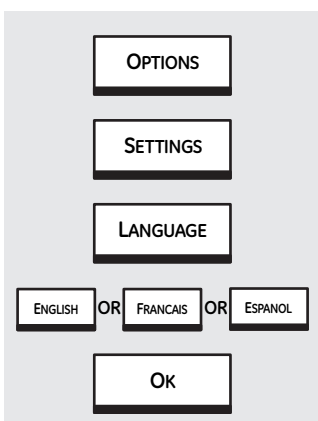 OPTIONS
SETTINGS
LANGUAGE
ENGLISH OR FRANCAIS OR ESPANOL
OK